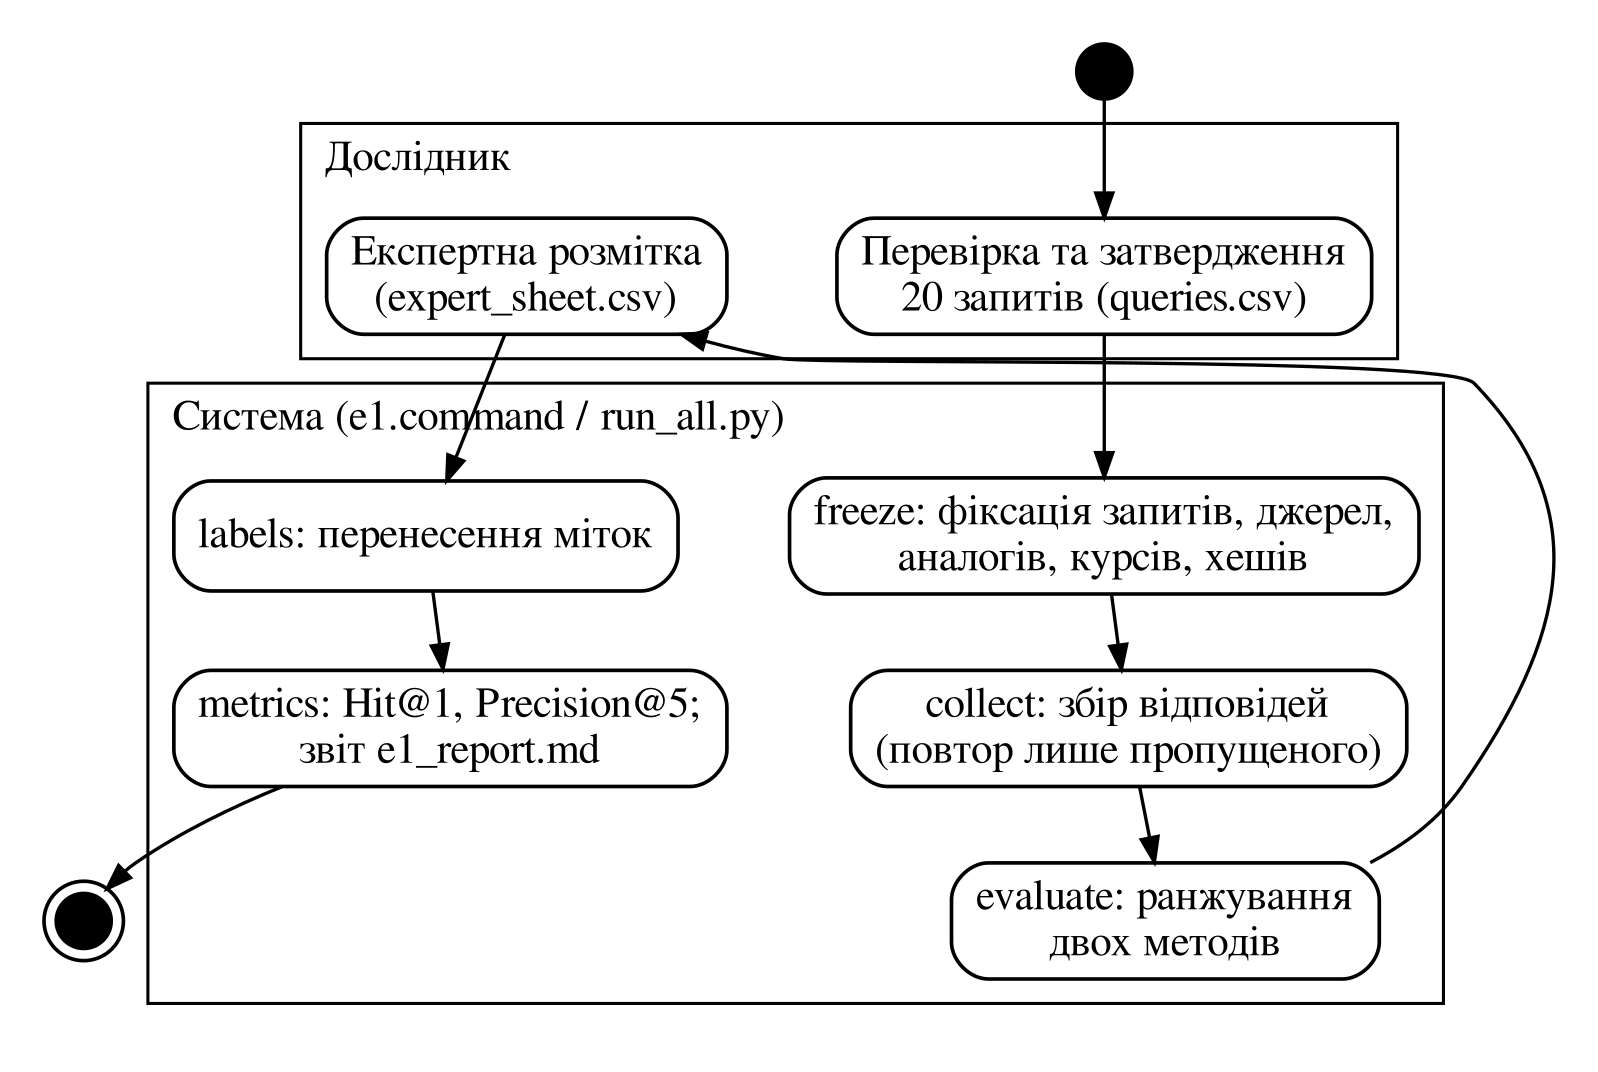 Дослідник
Експертна розмітка
(expert_sheet.csv)
Перевірка та затвердження
20 запитів (queries.csv)
Система (e1.command / run_all.py)
labels: перенесення міток
freeze: фіксація запитів, джерел,
аналогів, курсів, хешів
metrics: Hit@1, Precision@5;
звіт e1_report.md
collect: збір відповідей
(повтор лише пропущеного)
evaluate: ранжування
двох методів